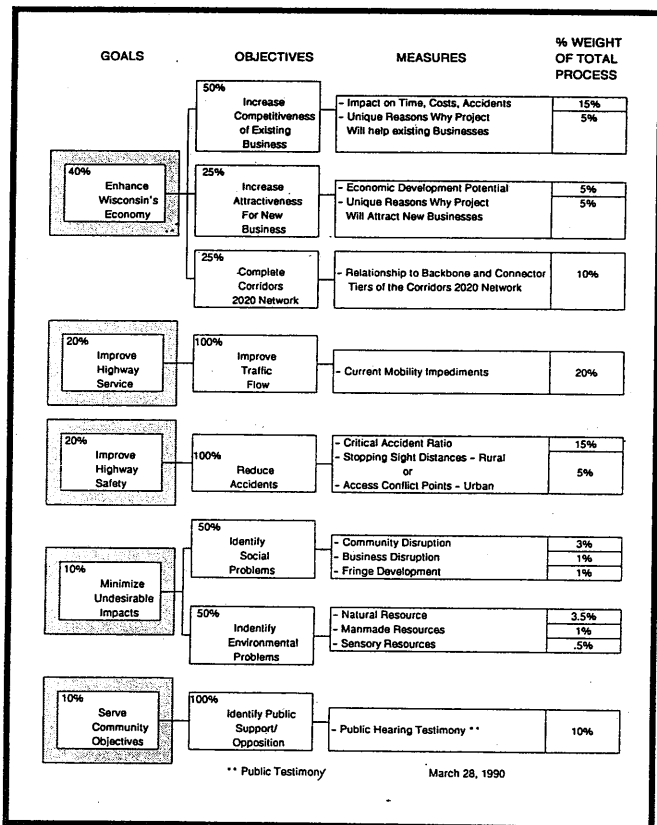 GOALS OBJECTIVES MEASURES % WEIGHT
OF TOTAL
PROCESS
40%
Enhance
Wisconsin's
Economy
**
50%
Increase
Competitiveness
of Existing
Business
- Impact on Time, Costs, Accidents 15%
- Unique Reasons Why Project 5%
Will help existing Businesses
25%
Increase
Attractiveness
For New
Business
- Economic Development Potential 5%
- Unique Reasons Why Project 5%
Will Attract New Businesses
25%
Complete
Corridors
2020 Network
- Relationship to Backbone and Connector 10%
Tiers of the Corridors 2020 Network
20%
Improve
Highway
Service
100%
Improve
Traffic
Flow
- Current Mobility Impediments 20%
20%
Improve
Highway
Safety
100%
Reduce
Accidents
- Critical Accident Ratio 15%
- Stopping Sight Distances - Rural
or 5%
- Access Conflict Points - Urban
10%
Minimize
Undesirable
Impacts
50%
Identify
Social
Problems
- Community Disruption 3%
- Business Disruption 1%
- Fringe Development 1%
50%
Indentify
Environmental
Problems
- Natural Resource 3.5%
- Manmade Resources 1%
- Sensory Resources .5%
10%
Serve
Community
Objectives
100%
Identify Public
Support/
Opposition
- Public Hearing Testimony ** 10%
** Public Testimony March 28, 1990